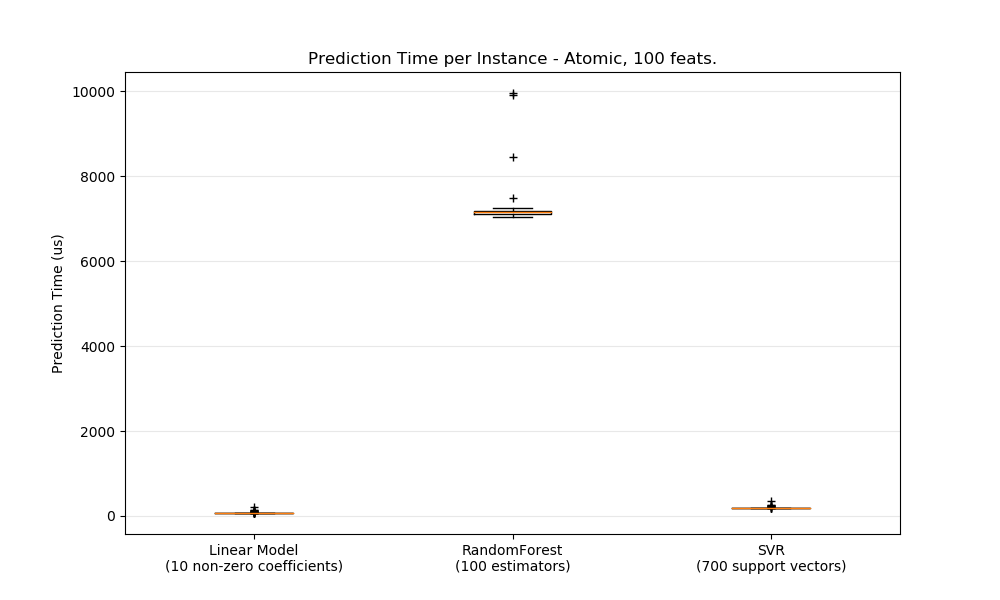 Prediction Time per Instance - Atomic, 100 feats.
Prediction Time (us)
10000
8000
6000
4000
2000
0
Linear Model
(10 non-zero coefficients)
RandomForest
(100 estimators)
SVR
(700 support vectors)